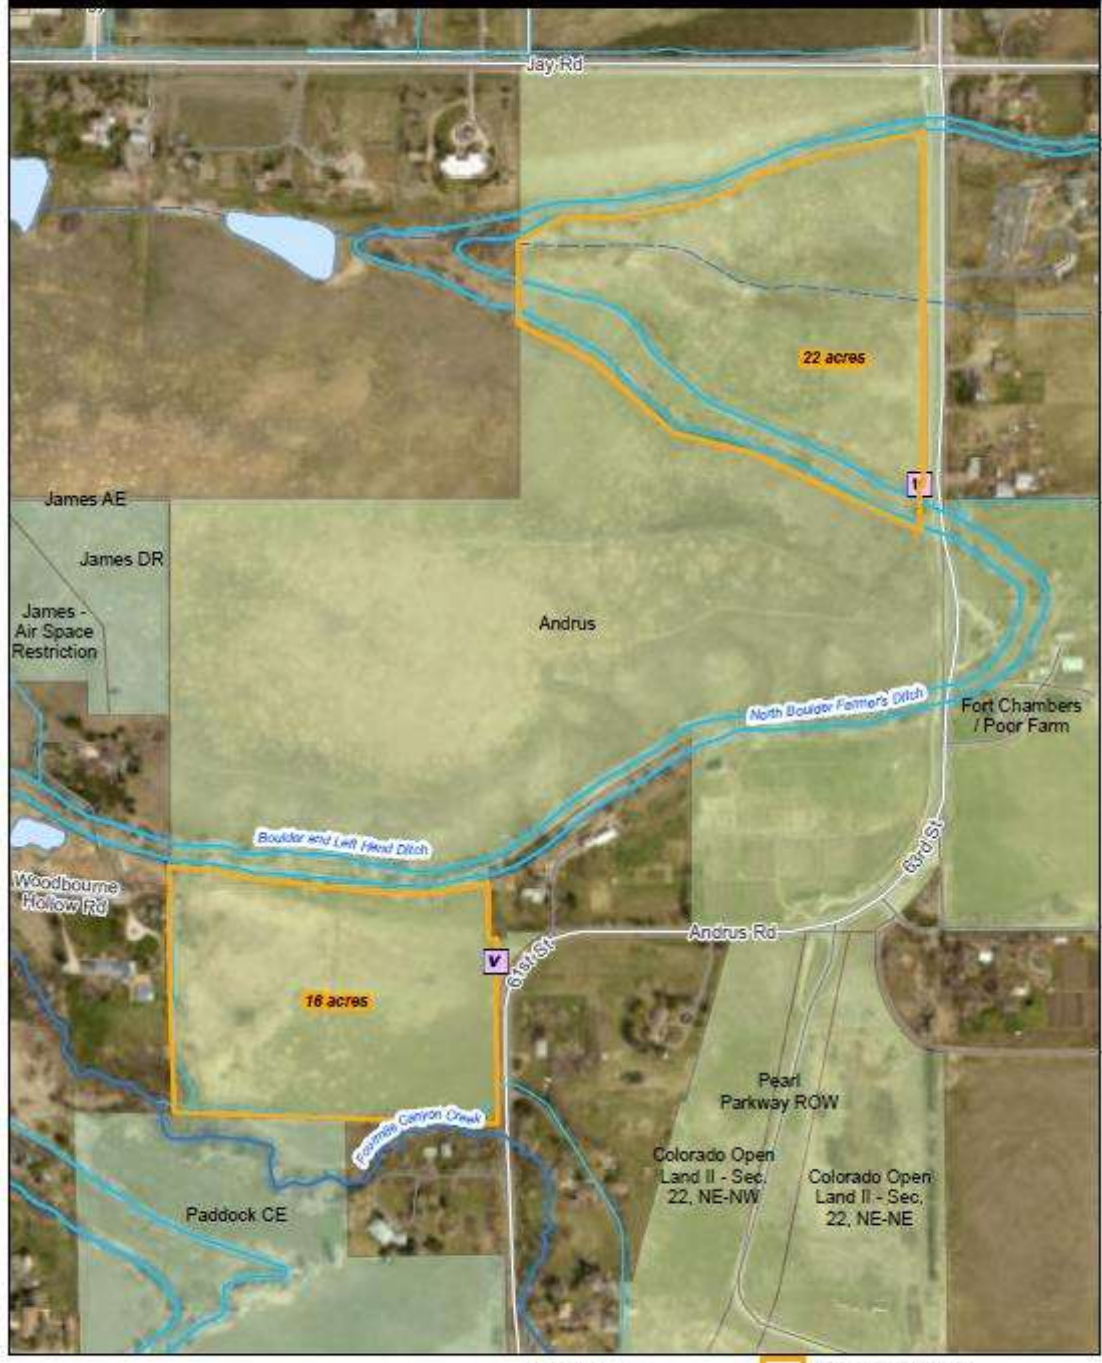 Jay Rd
22 acres
V
James AE
James DR
James -
Air Space
Restriction
Andrus
North Boulder Farmer's Ditch
Fort Chambers
/ Poor Farm
63rd St
Boulder and Left Hand Ditch
Woodbourne
Hollow Rd
Andrus Rd
V
61st St
16 acres
Pearl
Parkway ROW
Fourmile Canyon Creek
Colorado Open
Land II - Sec.
22, NE-NW
Colorado Open
Land II - Sec.
22, NE-NE
Paddock CE